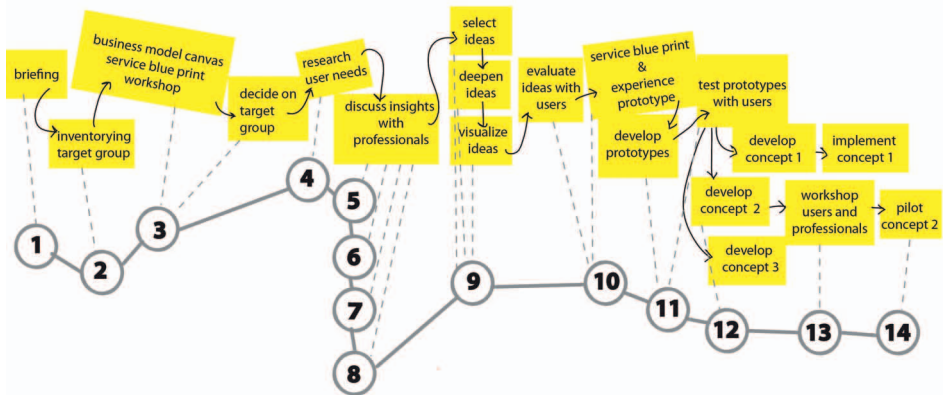 briefing
inventorying
target group
business model canvas
service blue print
workshop
decide on
target
group
research
user needs
discuss insights
with
professionals
select
ideas
deepen
ideas
visualize
ideas
evaluate
ideas with
users
service blue print
&
experience
prototype
develop
prototypes
test prototypes
with users
develop
concept 1
implement
concept 1
develop
concept 2
workshop
users and
professionals
pilot
concept 2
develop
concept 3
1
2
3
4
5
6
7
8
9
10
11
12
13
14